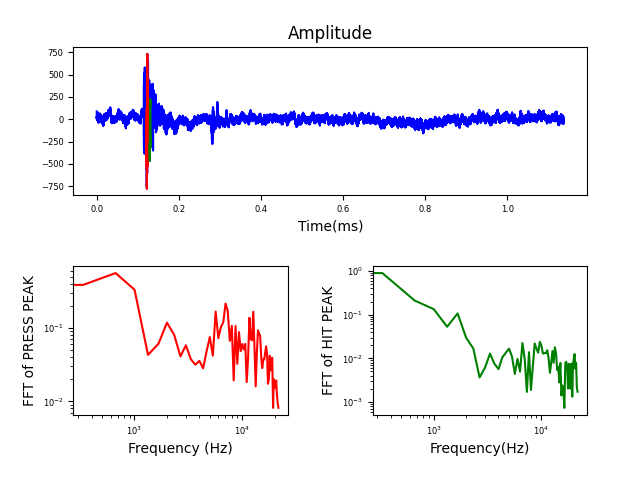 Amplitude
750
500
250
0
−250
−500
−750
0.0 0.2 0.4 0.6 0.8 1.0
Time(ms)
FFT of PRESS PEAK
10⁻¹
10⁻²
10³ 10⁴
Frequency (Hz)
FFT of HIT PEAK
10⁰
10⁻¹
10⁻²
10⁻³
10³ 10⁴
Frequency(Hz)